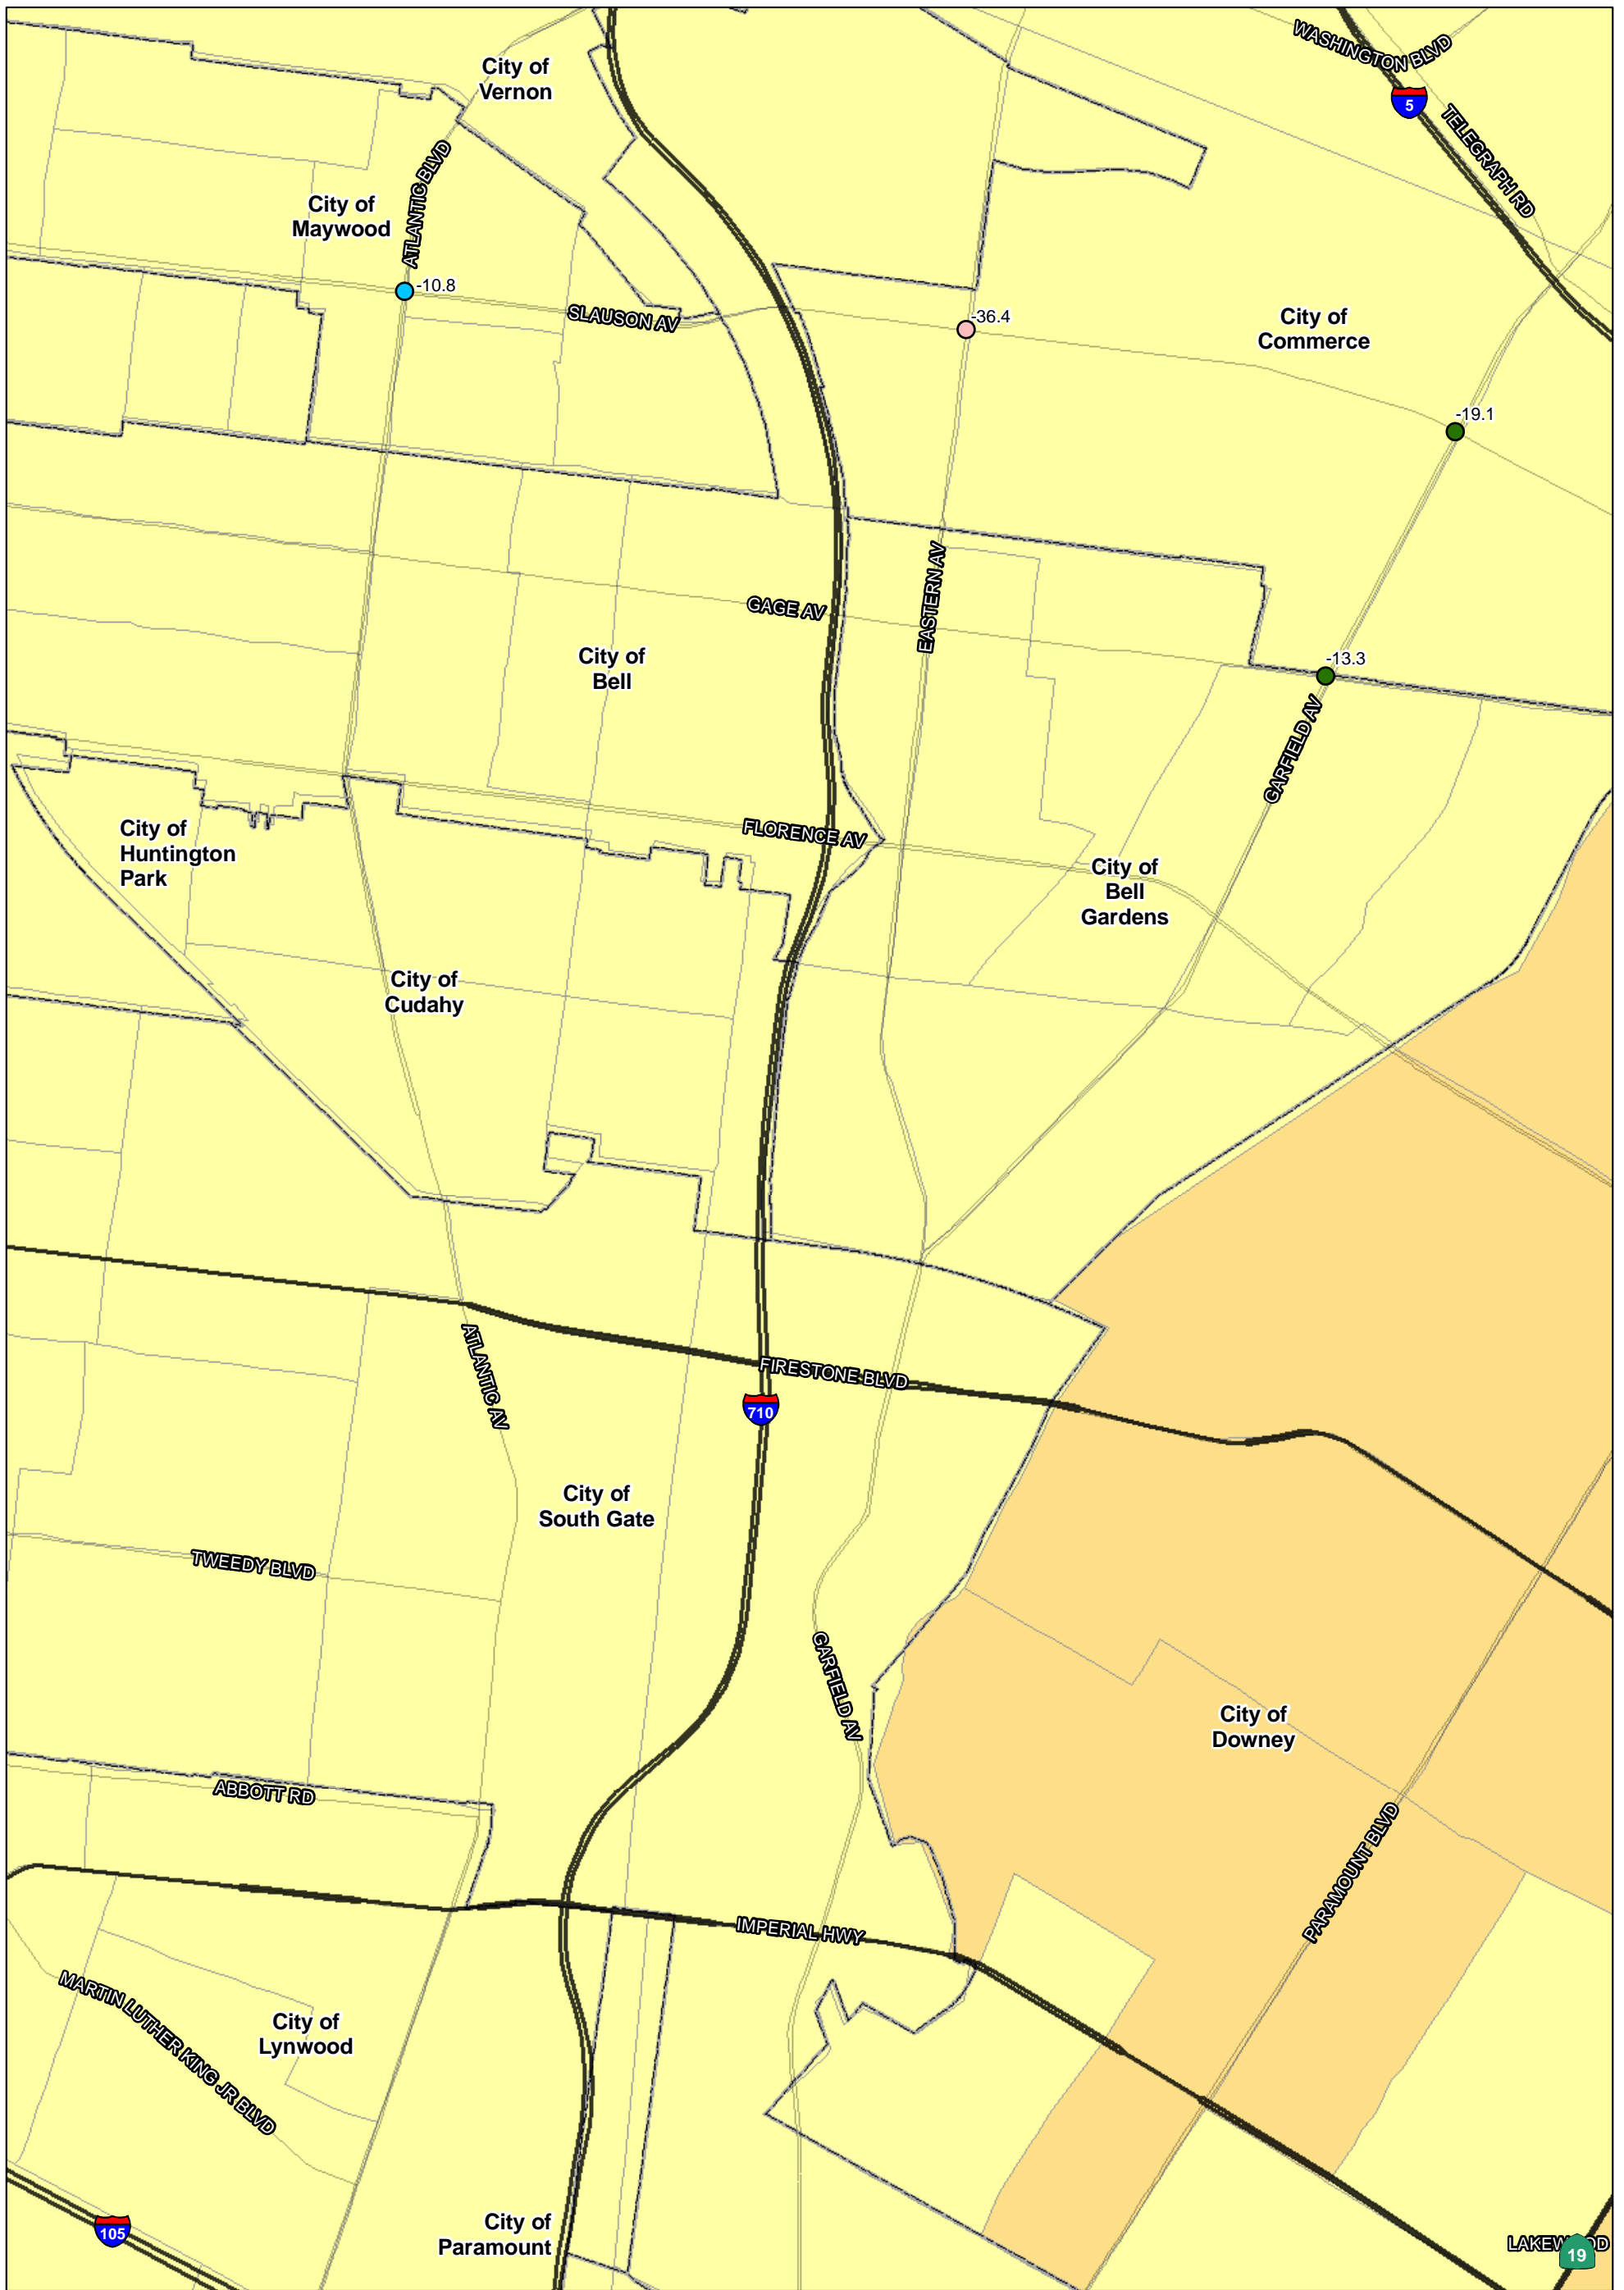 WASHINGTON BLVD
City of
Vernon
5
TELEGRAPH RD
ATLANTIC BLVD
City of
Maywood
-10.8
SLAUSON AV
-36.4
City of
Commerce
-19.1
EASTERN AV
GAGE AV
City of
Bell
-13.3
GARFIELD AV
FLORENCE AV
City of
Huntington
Park
City of
Bell
Gardens
City of
Cudahy
ATLANTIC AV
FIRESTONE BLVD
710
City of
South Gate
TWEEDY BLVD
GARFIELD AV
City of
Downey
ABBOTT RD
PARAMOUNT BLVD
IMPERIAL HWY
MARTIN LUTHER KING JR BLVD
City of
Lynwood
City of
Paramount
105
19